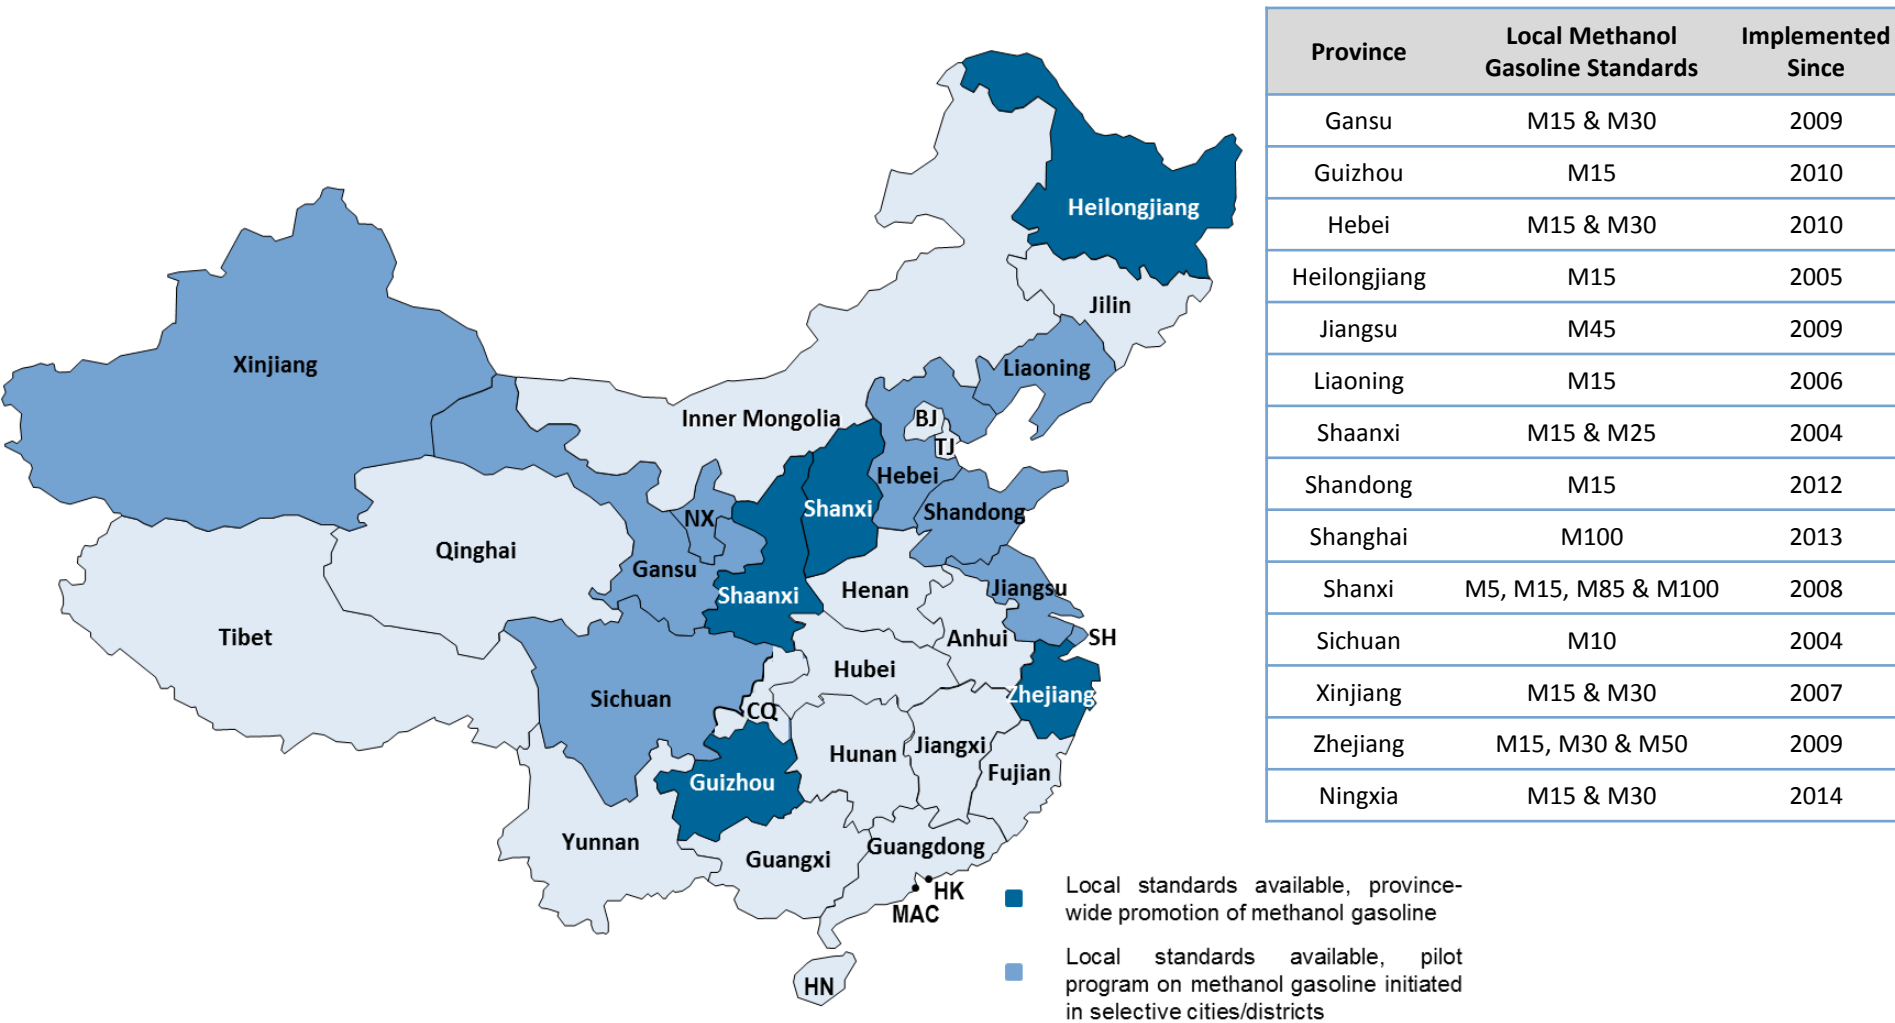 Province Local Methanol Gasoline Standards Implemented Since
Gansu M15 & M30 2009
Guizhou M15 2010
Hebei M15 & M30 2010
Heilongjiang M15 2005
Jiangsu M45 2009
Liaoning M15 2006
Shaanxi M15 & M25 2004
Shandong M15 2012
Shanghai M100 2013
Shanxi M5, M15, M85 & M100 2008
Sichuan M10 2004
Xinjiang M15 & M30 2007
Zhejiang M15, M30 & M50 2009
Ningxia M15 & M30 2014
Heilongjiang
Jilin
Xinjiang
Liaoning
Inner Mongolia
BJ
TJ
Hebei
Shanxi
Shandong
NX
Qinghai
Gansu
Shaanxi
Henan
Jiangsu
Tibet
Anhui
SH
Hubei
Sichuan
Zhejiang
CQ
Hunan
Jiangxi
Fujian
Guizhou
Yunnan
Guangxi
Guangdong
HK
MAC
HN
Local standards available, province-
wide promotion of methanol gasoline
Local standards available, pilot
program on methanol gasoline initiated
in selective cities/districts